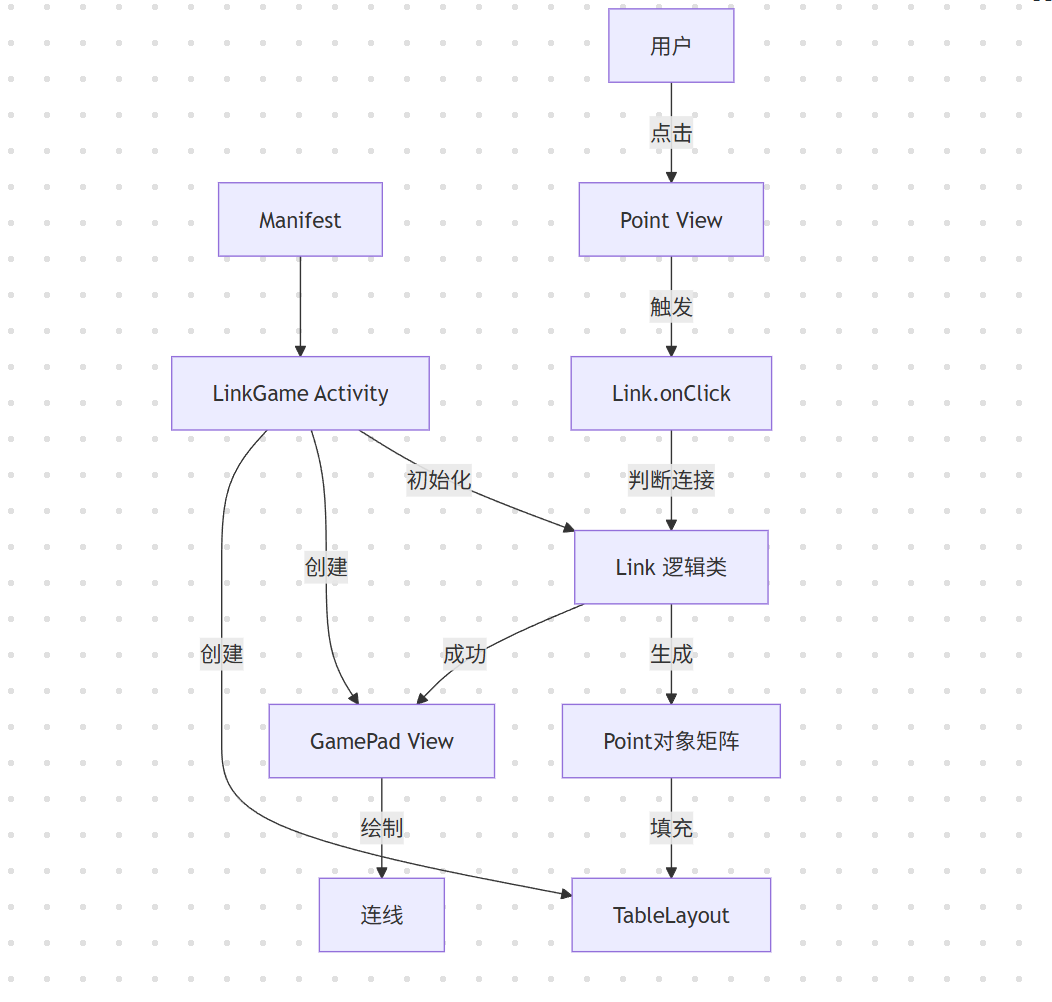 用户
点击
Manifest
Point View
触发
LinkGame Activity
Link.onClick
初始化
判断连接
创建
Link 逻辑类
创建
成功
生成
GamePad View
Point对象矩阵
绘制
填充
连线
TableLayout